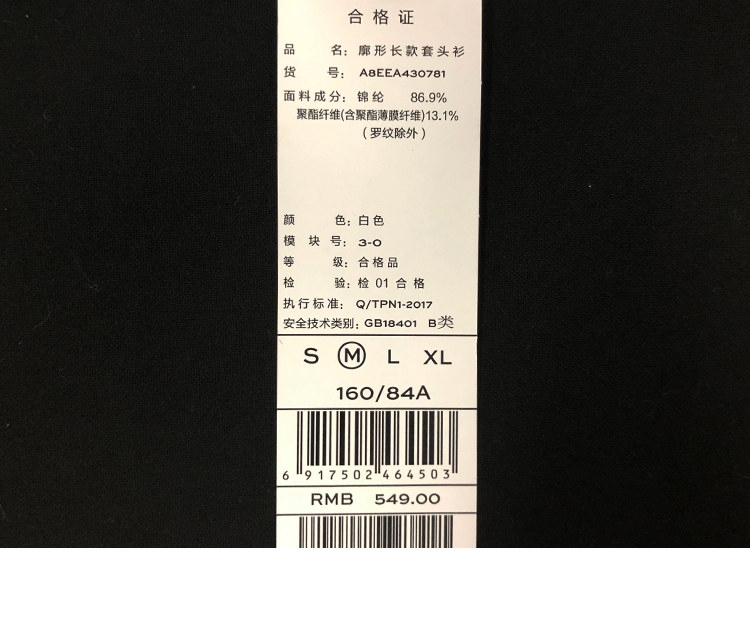 合格证
品 名：廓形长款套头衫
货 号：A8EEA430781
面料成分：锦纶 86.9%
聚酯纤维(含聚酯薄膜纤维)13.1%
(罗纹除外)
颜 色：白色
模 块 号：3-0
等 级：合格品
检 验：检 01 合格
执行标准：Q/TPN1-2017
安全技术类别：GB18401 B类
S M L XL
160/84A
6 917502 464503
RMB 549.00